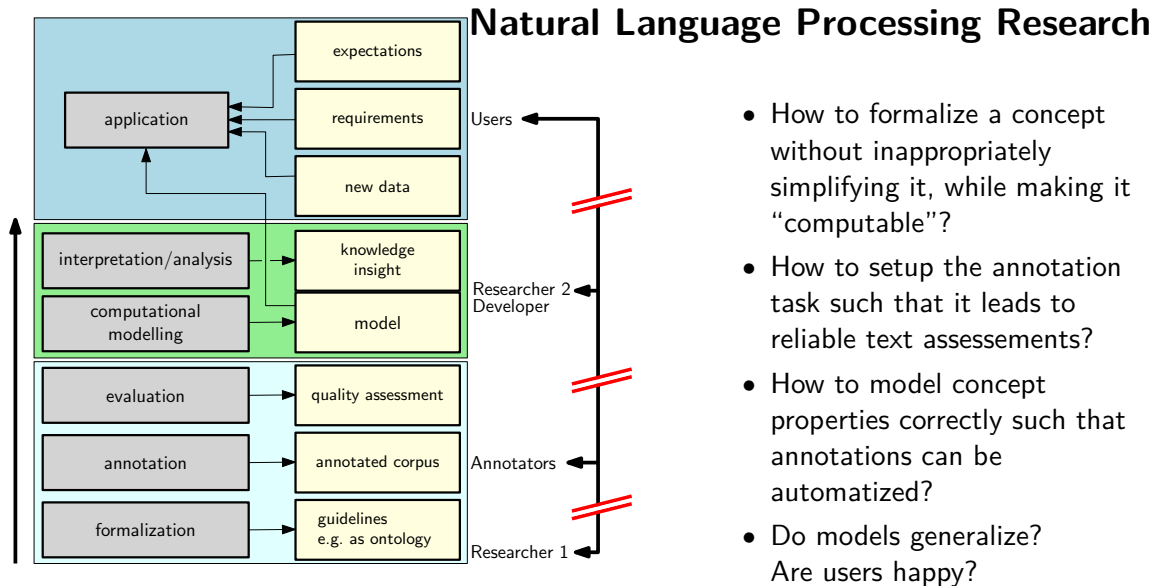 Natural Language Processing Research
expectations
application
requirements
Users
new data
interpretation/analysis
knowledge
insight
Researcher 2
Developer
computational
modelling
model
evaluation
quality assessment
annotation
annotated corpus
Annotators
formalization
guidelines
e.g. as ontology
Researcher 1
• How to formalize a concept
without inappropriately
simplifying it, while making it
“computable”?
• How to setup the annotation
task such that it leads to
reliable text assessements?
• How to model concept
properties correctly such that
annotations can be
automatized?
• Do models generalize?
Are users happy?